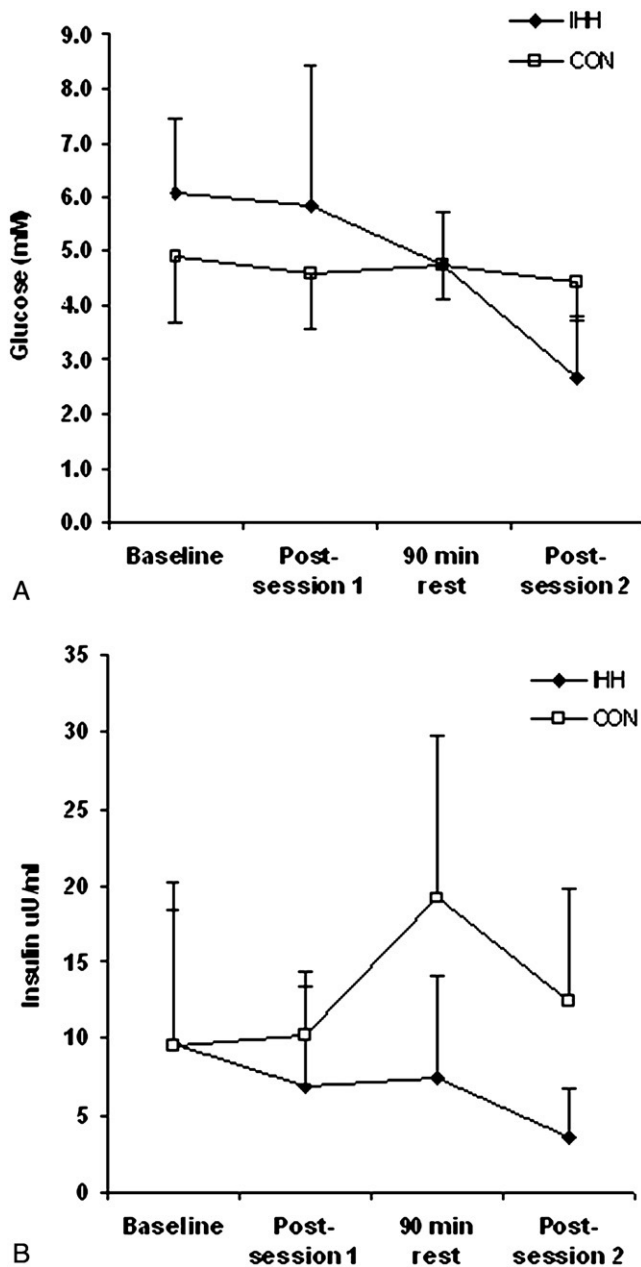 IHH
CON
9.0
8.0
7.0
6.0
5.0
4.0
3.0
2.0
1.0
0.0
Glucose (mM)
Baseline
Post-
session 1
90 min
rest
Post-
session 2
A
IHH
CON
35
30
25
20
15
10
5
0
Insulin uU/ml
Baseline
Post-
session 1
90 min
rest
Post-
session 2
B